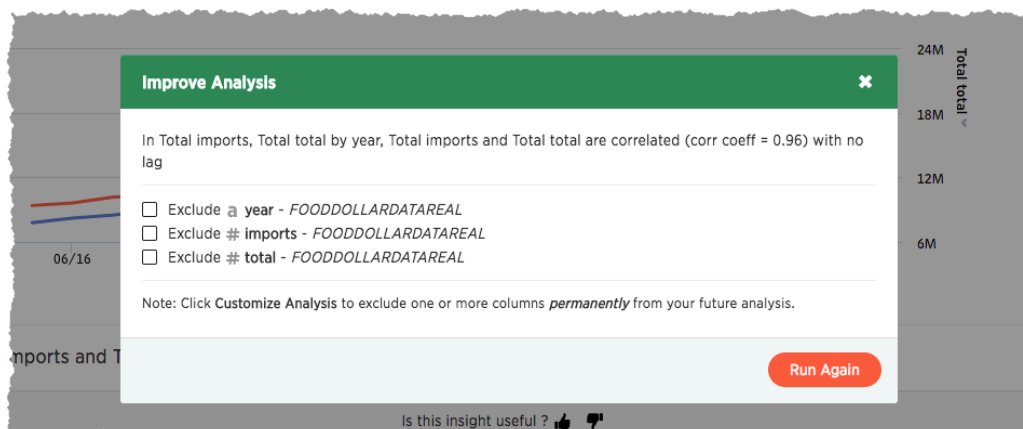 24M
Total total
18M
12M
6M
06/16
Improve Analysis
In Total imports, Total total by year, Total imports and Total total are correlated (corr coeff = 0.96) with no
lag
Exclude a year - FOODDOLLARDATAREAL
Exclude # imports - FOODDOLLARDATAREAL
Exclude # total - FOODDOLLARDATAREAL
Note: Click Customize Analysis to exclude one or more columns permanently from your future analysis.
mports and T
Run Again
Is this insight useful ?